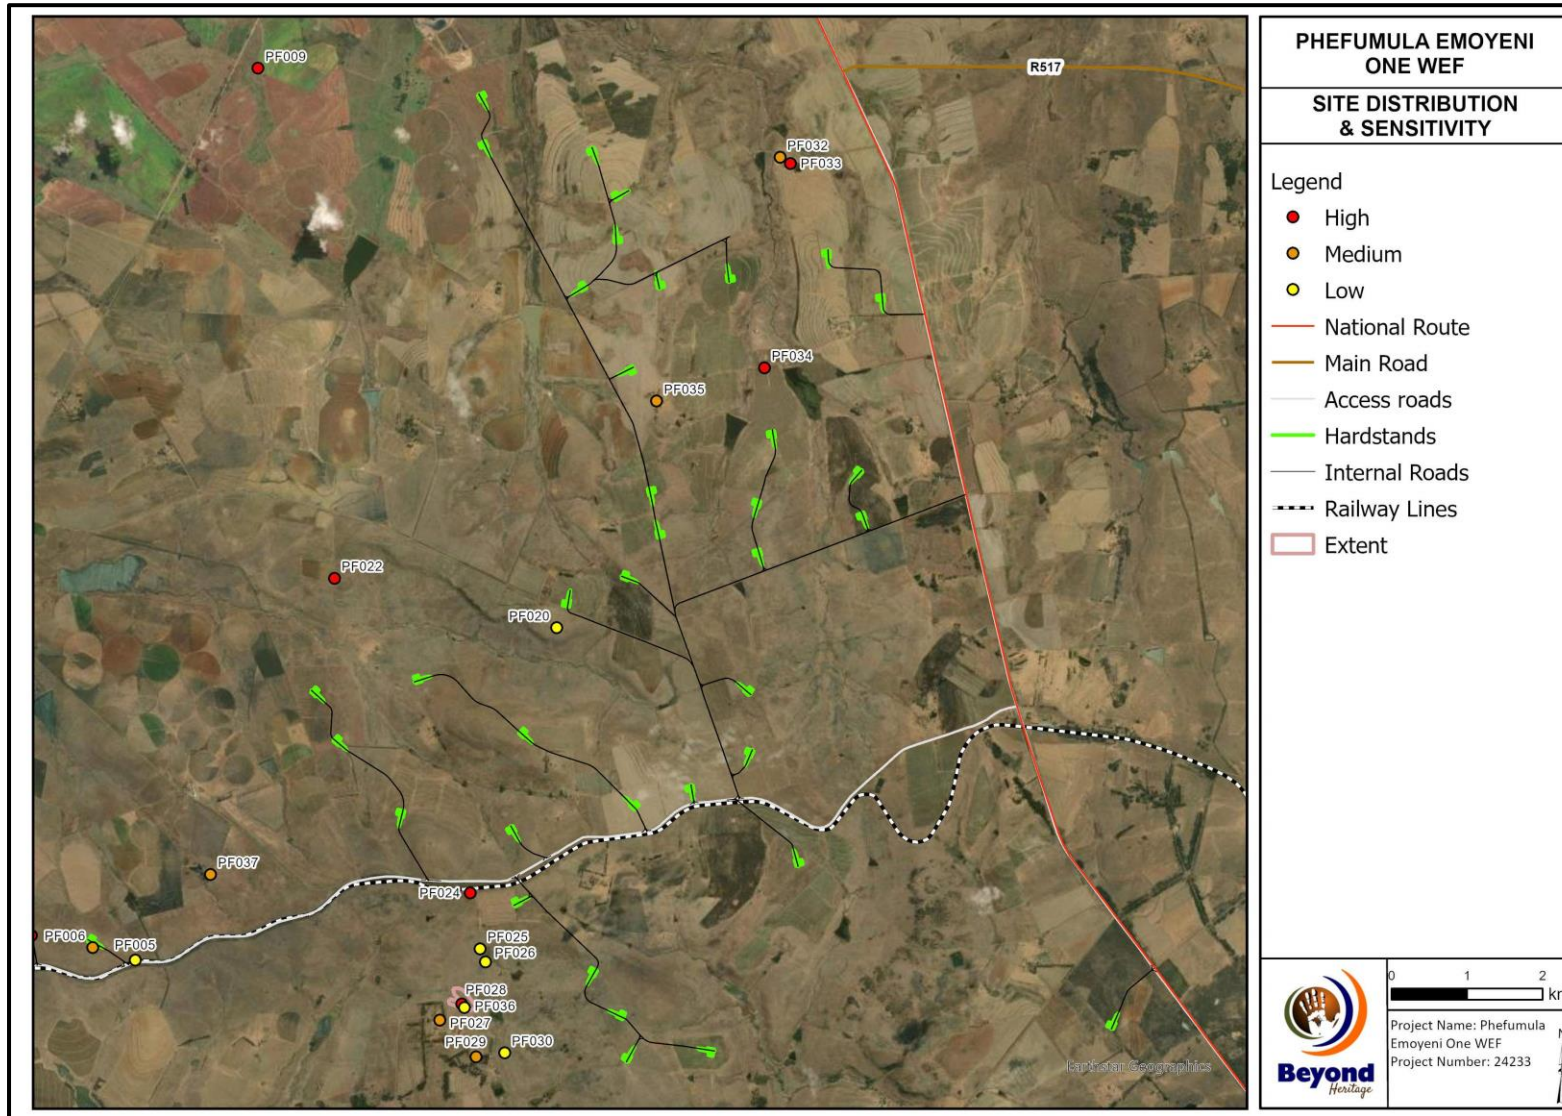 PHEFUMULA EMOYENI
ONE WEF
SITE DISTRIBUTION
& SENSITIVITY
Legend
High
Medium
Low
National Route
Main Road
Access roads
Hardstands
Internal Roads
Railway Lines
Extent
PF009
R517
PF032
PF033
PF034
PF035
PF022
PF020
PF037
PF024
PF006
PF005
PF025
PF026
PF028
PF036
PF027
PF029
PF030
Earthstar Geographics
0 1 2
km
Project Name: Phefumula
Emoyeni One WEF
Project Number: 24233
Beyond
Heritage